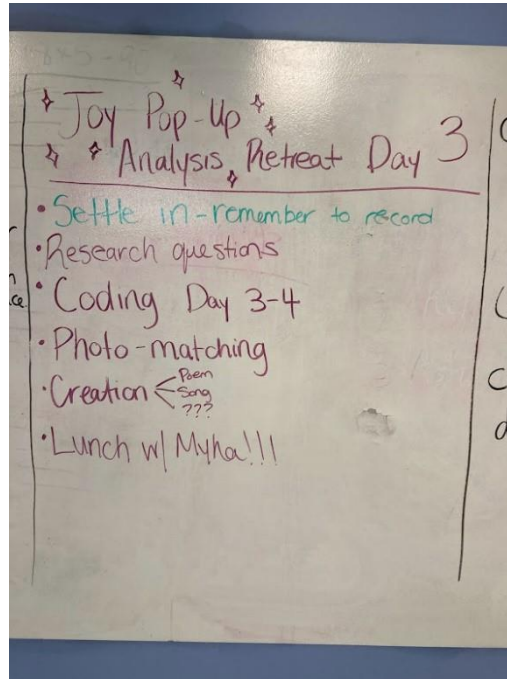 Joy Pop-Up
Analysis Retreat Day 3
• Settle in - remember to record
• Research questions
• Coding Day 3-4
• Photo-matching
• Creation < Poem
Song
???
• Lunch w/ Myha!!!